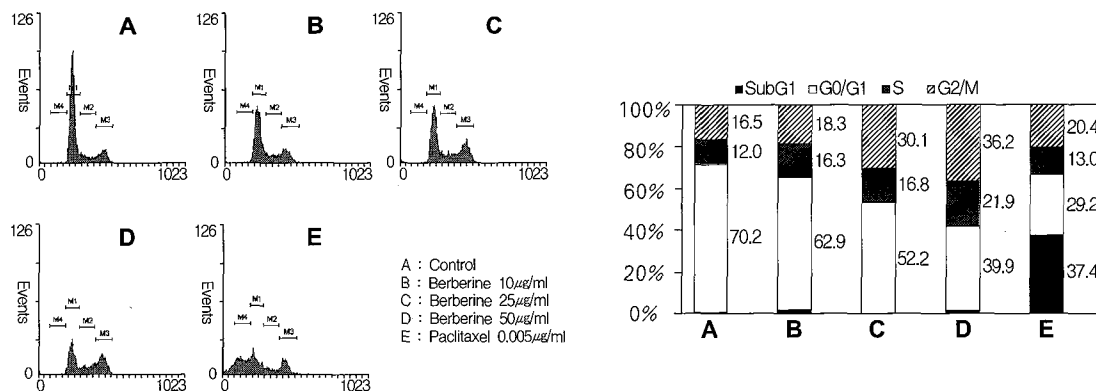 126
A
Events
M1
M4
M2
M3
0
0
1023
126
B
Events
M1
M4
M2
M3
0
0
1023
126
C
Events
M1
M4
M2
M3
0
0
1023
126
D
Events
M1
M4
M2
M3
0
0
1023
126
E
Events
M1
M4
M2
M3
0
0
1023
A : Control
B : Berberine 10µg/ml
C : Berberine 25µg/ml
D : Berberine 50µg/ml
E : Paclitaxel 0.005µg/ml
SubG1 G0/G1 S G2/M
100%
80%
60%
40%
20%
0%
16.5
12.0
70.2
18.3
16.3
62.9
30.1
16.8
52.2
36.2
21.9
39.9
20.4
13.0
29.2
37.4
A B C D E